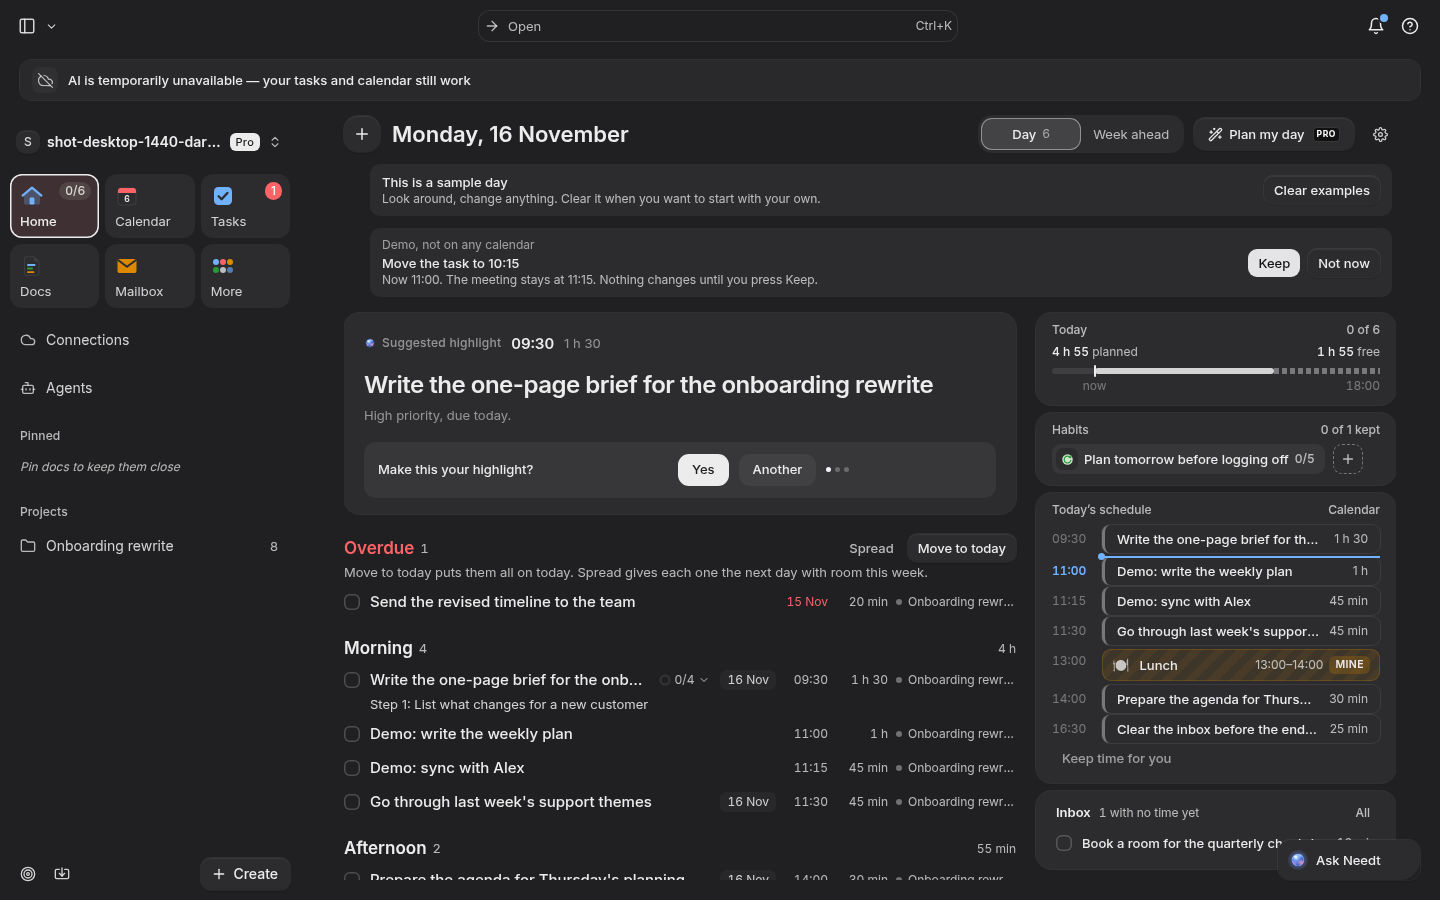 Open
Ctrl+K
AI is temporarily unavailable — your tasks and calendar still work
S
shot-desktop-1440-dar...
Pro
Home
0/6
Calendar
6
Tasks
1
Docs
Mailbox
More
Connections
Agents
Pinned
Pin docs to keep them close
Projects
Onboarding rewrite 8
Create
Monday, 16 November
Day 6
Week ahead
Plan my day PRO
This is a sample day
Look around, change anything. Clear it when you want to start with your own.
Clear examples
Demo, not on any calendar
Move the task to 10:15
Now 11:00. The meeting stays at 11:15. Nothing changes until you press Keep.
Keep
Not now
Suggested highlight 09:30 1 h 30
Write the one-page brief for the onboarding rewrite
High priority, due today.
Make this your highlight?
Yes
Another
Overdue 1
Spread
Move to today
Move to today puts them all on today. Spread gives each one the next day with room this week.
Send the revised timeline to the team 15 Nov 20 min Onboarding rewr...
Morning 4 4 h
Write the one-page brief for the onb... 0/4 16 Nov 09:30 1 h 30 Onboarding rewr...
Step 1: List what changes for a new customer
Demo: write the weekly plan 11:00 1 h Onboarding rewr...
Demo: sync with Alex 11:15 45 min Onboarding rewr...
Go through last week's support themes 16 Nov 11:30 45 min Onboarding rewr...
Afternoon 2 55 min
Prepare the agenda for Thursday's planning 16 Nov 14:00 30 min Onboarding rewr...
Today 0 of 6
4 h 55 planned 1 h 55 free
now 18:00
Habits 0 of 1 kept
Plan tomorrow before logging off 0/5
Today's schedule Calendar
09:30 Write the one-page brief for th... 1 h 30
11:00 Demo: write the weekly plan 1 h
11:15 Demo: sync with Alex 45 min
11:30 Go through last week's suppor... 45 min
13:00 Lunch 13:00–14:00 MINE
14:00 Prepare the agenda for Thurs... 30 min
16:30 Clear the inbox before the end... 25 min
Keep time for you
Inbox 1 with no time yet All
Book a room for the quarterly
Ask Needt